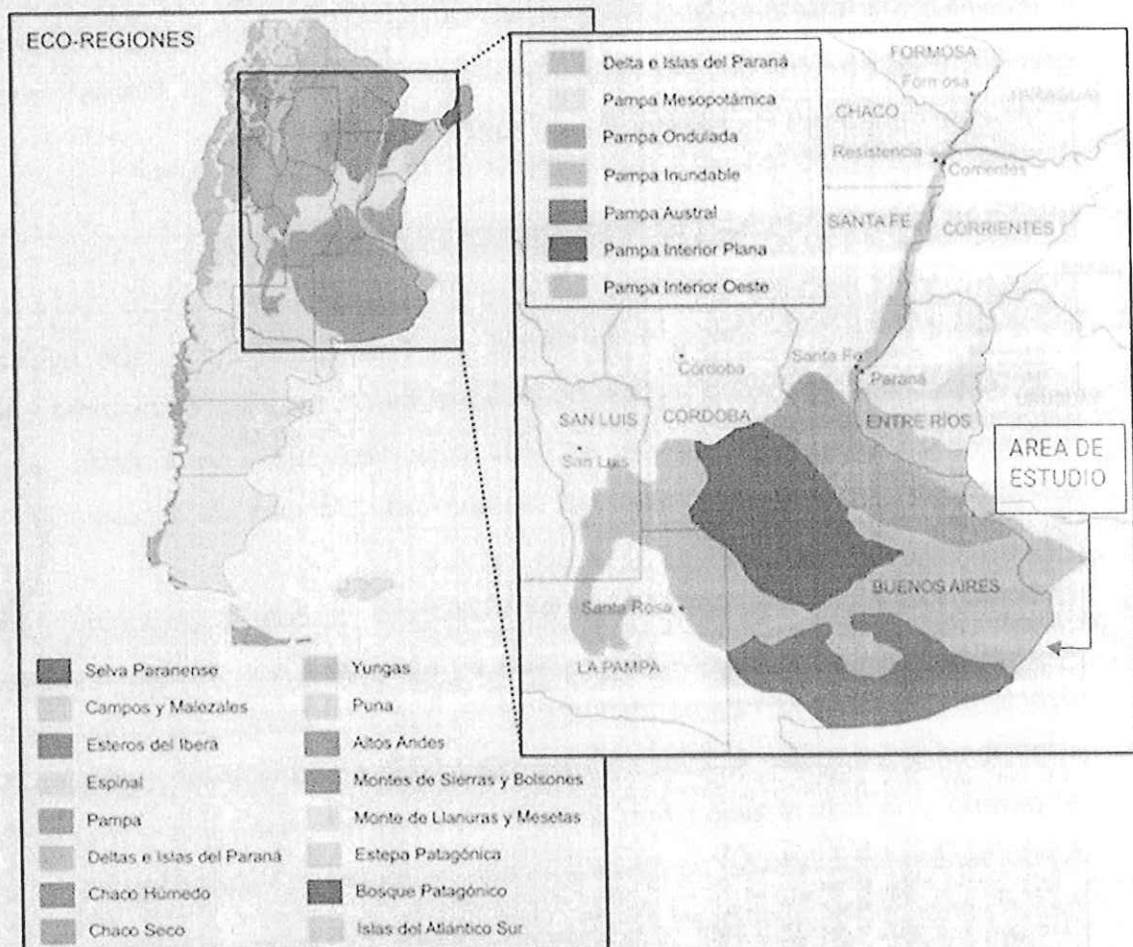 ECO-REGIONES
Selva Paranense
Campos y Malezales
Esteros del Iberá
Espinal
Pampa
Deltas e Islas del Paraná
Chaco Húmedo
Chaco Seco
Yungas
Puna
Altos Andes
Montes de Sierras y Bolsones
Monte de Llanuras y Mesetas
Estepa Patagónica
Bosque Patagónico
Islas del Atlántico Sur
Delta e Islas del Paraná
Pampa Mesopotámica
Pampa Ondulada
Pampa Inundable
Pampa Austral
Pampa Interior Plana
Pampa Interior Oeste
FORMOSA
Formosa
PARAGUAY
CHACO
Resistencia
Corrientes
SANTA FE
CORRIENTES
Santa Fe
Paraná
Córdoba
SAN LUIS
CÓRDOBA
ENTRE RÍOS
URUGUAY
San Luis
AREA DE
ESTUDIO
BUENOS AIRES
Santa Rosa
LA PAMPA